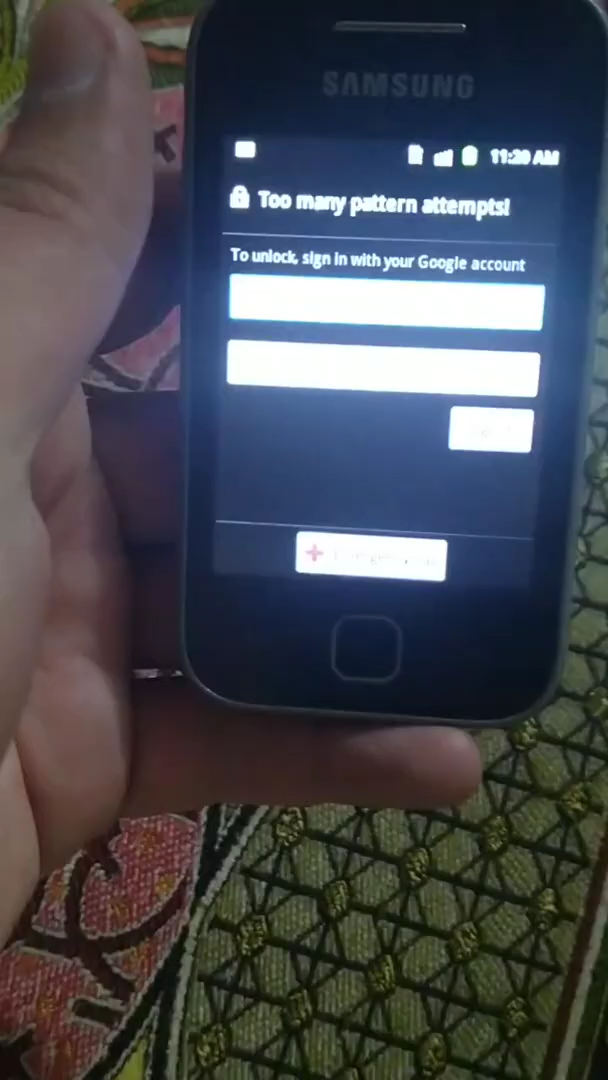 SAMSUNG
11:20 AM
Too many pattern attempts!
To unlock, sign in with your Google account